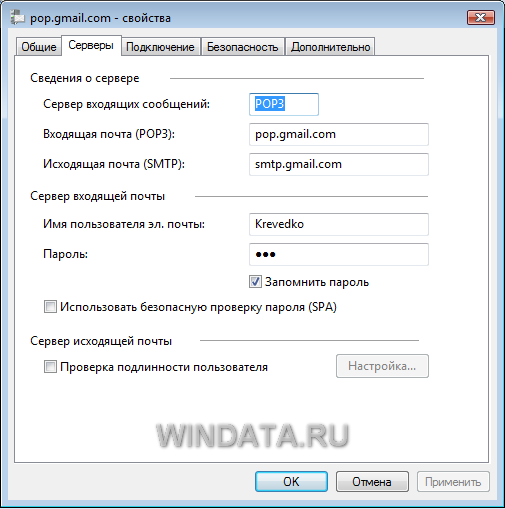 pop.gmail.com - свойства
Общие Серверы Подключение Безопасность Дополнительно
Сведения о сервере
Сервер входящих сообщений: POP3
Входящая почта (POP3): pop.gmail.com
Исходящая почта (SMTP): smtp.gmail.com
Сервер входящей почты
Имя пользователя эл. почты: Krevedko
Пароль: ●●●
Запомнить пароль
Использовать безопасную проверку пароля (SPA)
Сервер исходящей почты
Проверка подлинности пользователя Настройка...
WINDATA.RU
OK Отмена Применить